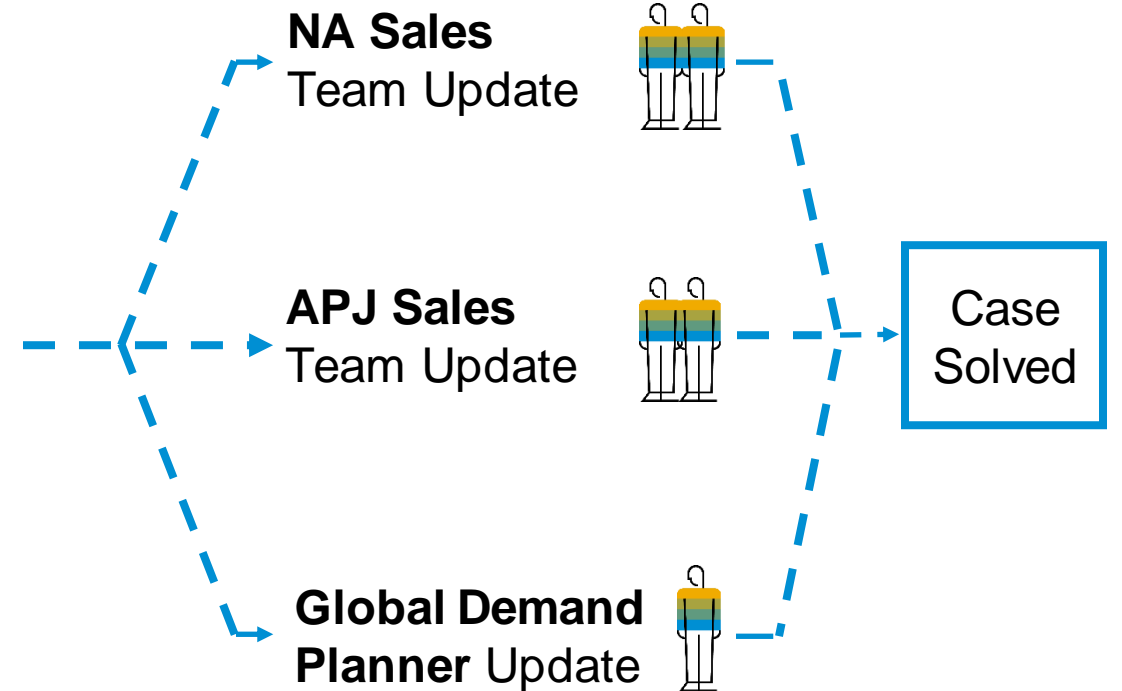 NA Sales
Team Update
APJ Sales
Team Update
Case
Solved
Global Demand
Planner Update